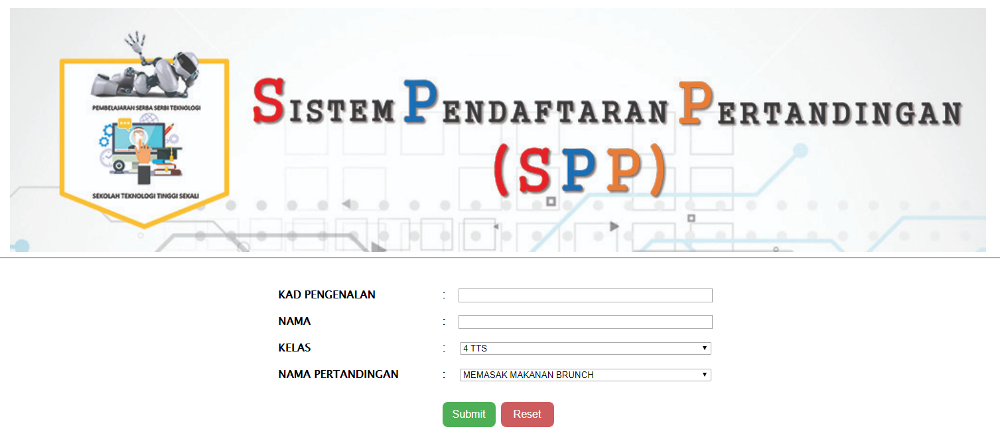 PEMBELAJARAN SERBA SERBI TEKNOLOGI
SEKOLAH TEKNOLOGI TINGGI SEKALI
SISTEM PENDAFTARAN PERTANDINGAN
(SPP)
KAD PENGENALAN :
NAMA :
KELAS : 4 TTS
NAMA PERTANDINGAN : MEMASAK MAKANAN BRUNCH
Submit Reset